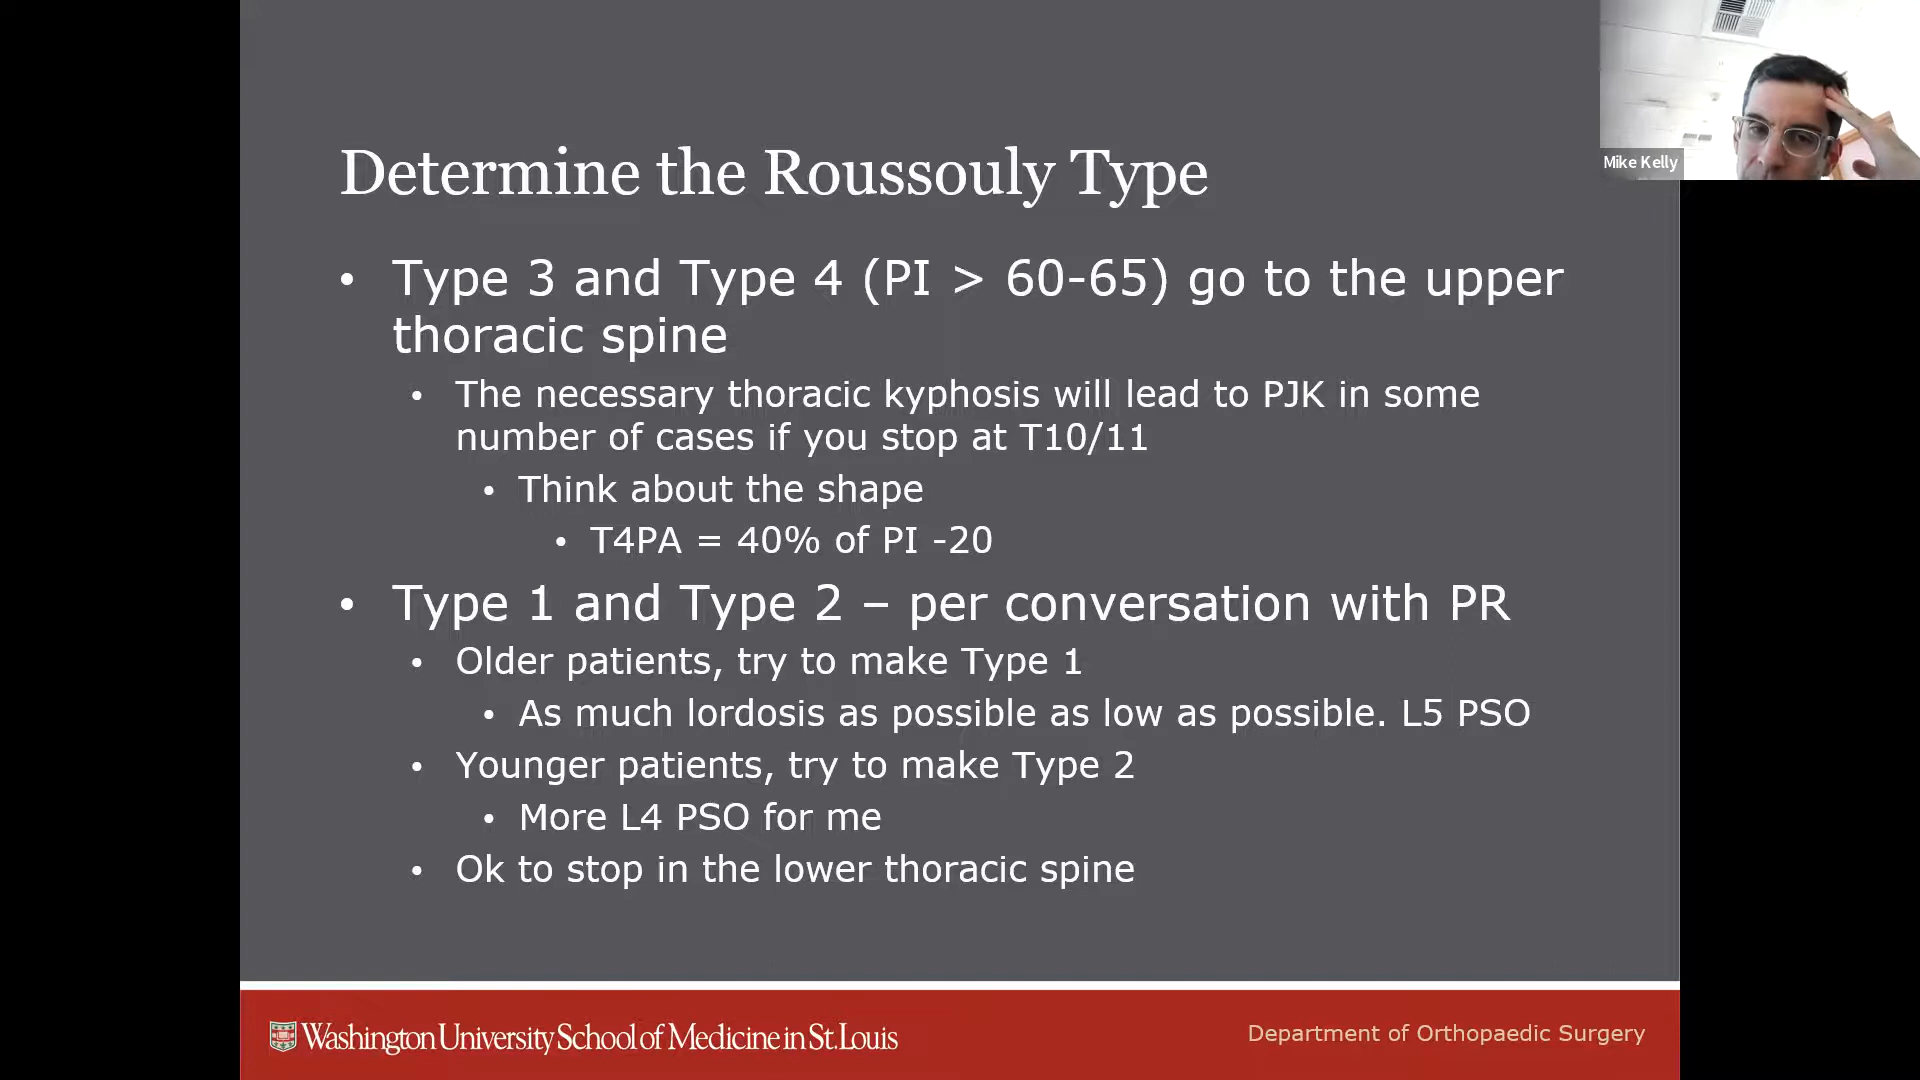 Mike Kelly
Determine the Roussouly Type
• Type 3 and Type 4 (PI > 60-65) go to the upper
thoracic spine
• The necessary thoracic kyphosis will lead to PJK in some
number of cases if you stop at T10/11
• Think about the shape
• T4PA = 40% of PI -20
• Type 1 and Type 2 – per conversation with PR
• Older patients, try to make Type 1
• As much lordosis as possible as low as possible. L5 PSO
• Younger patients, try to make Type 2
• More L4 PSO for me
• Ok to stop in the lower thoracic spine
Washington University School of Medicine in St. Louis
Department of Orthopaedic Surgery